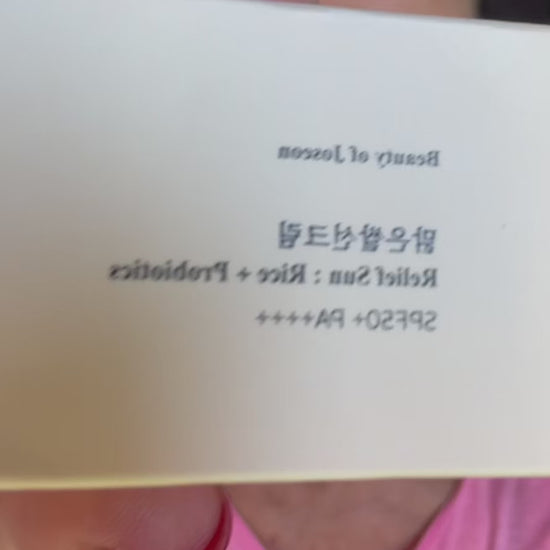 Beauty of Joseon
맑은쌀선크림
Relief Sun : Rice + Probiotics
SPF50+ PA++++